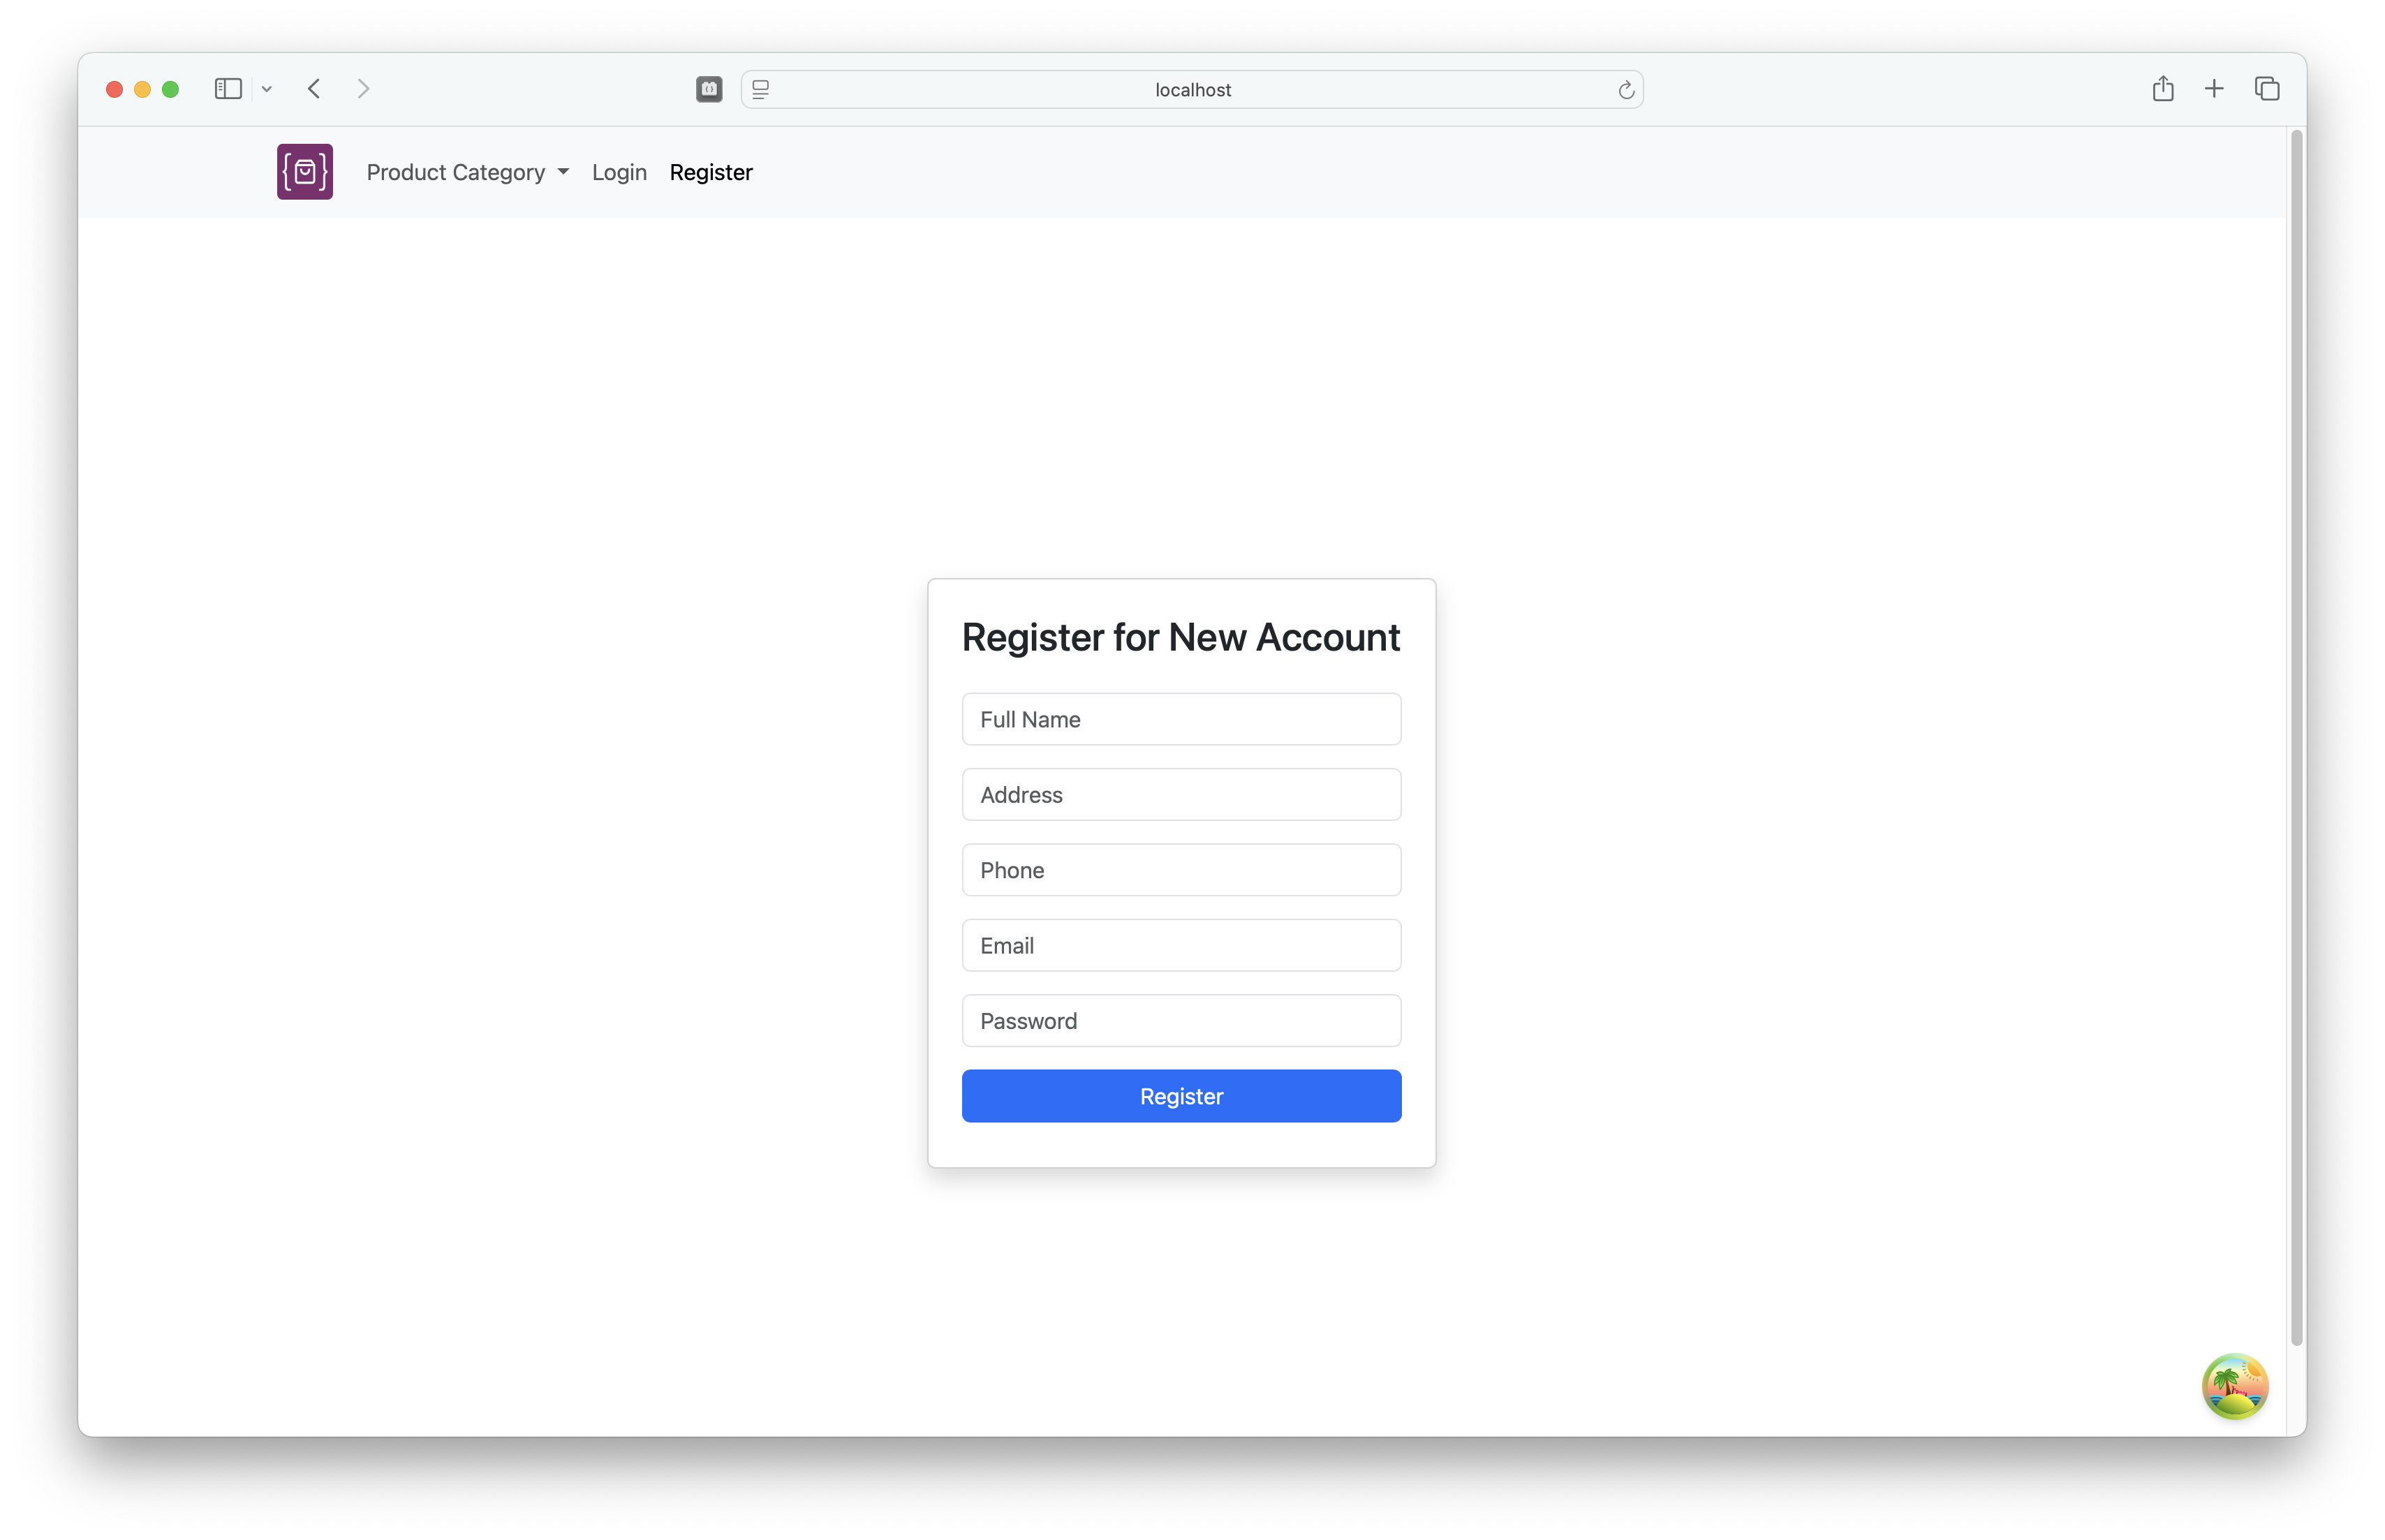 localhost
Product Category Login Register
Register for New Account
Full Name
Address
Phone
Email
Password
Register